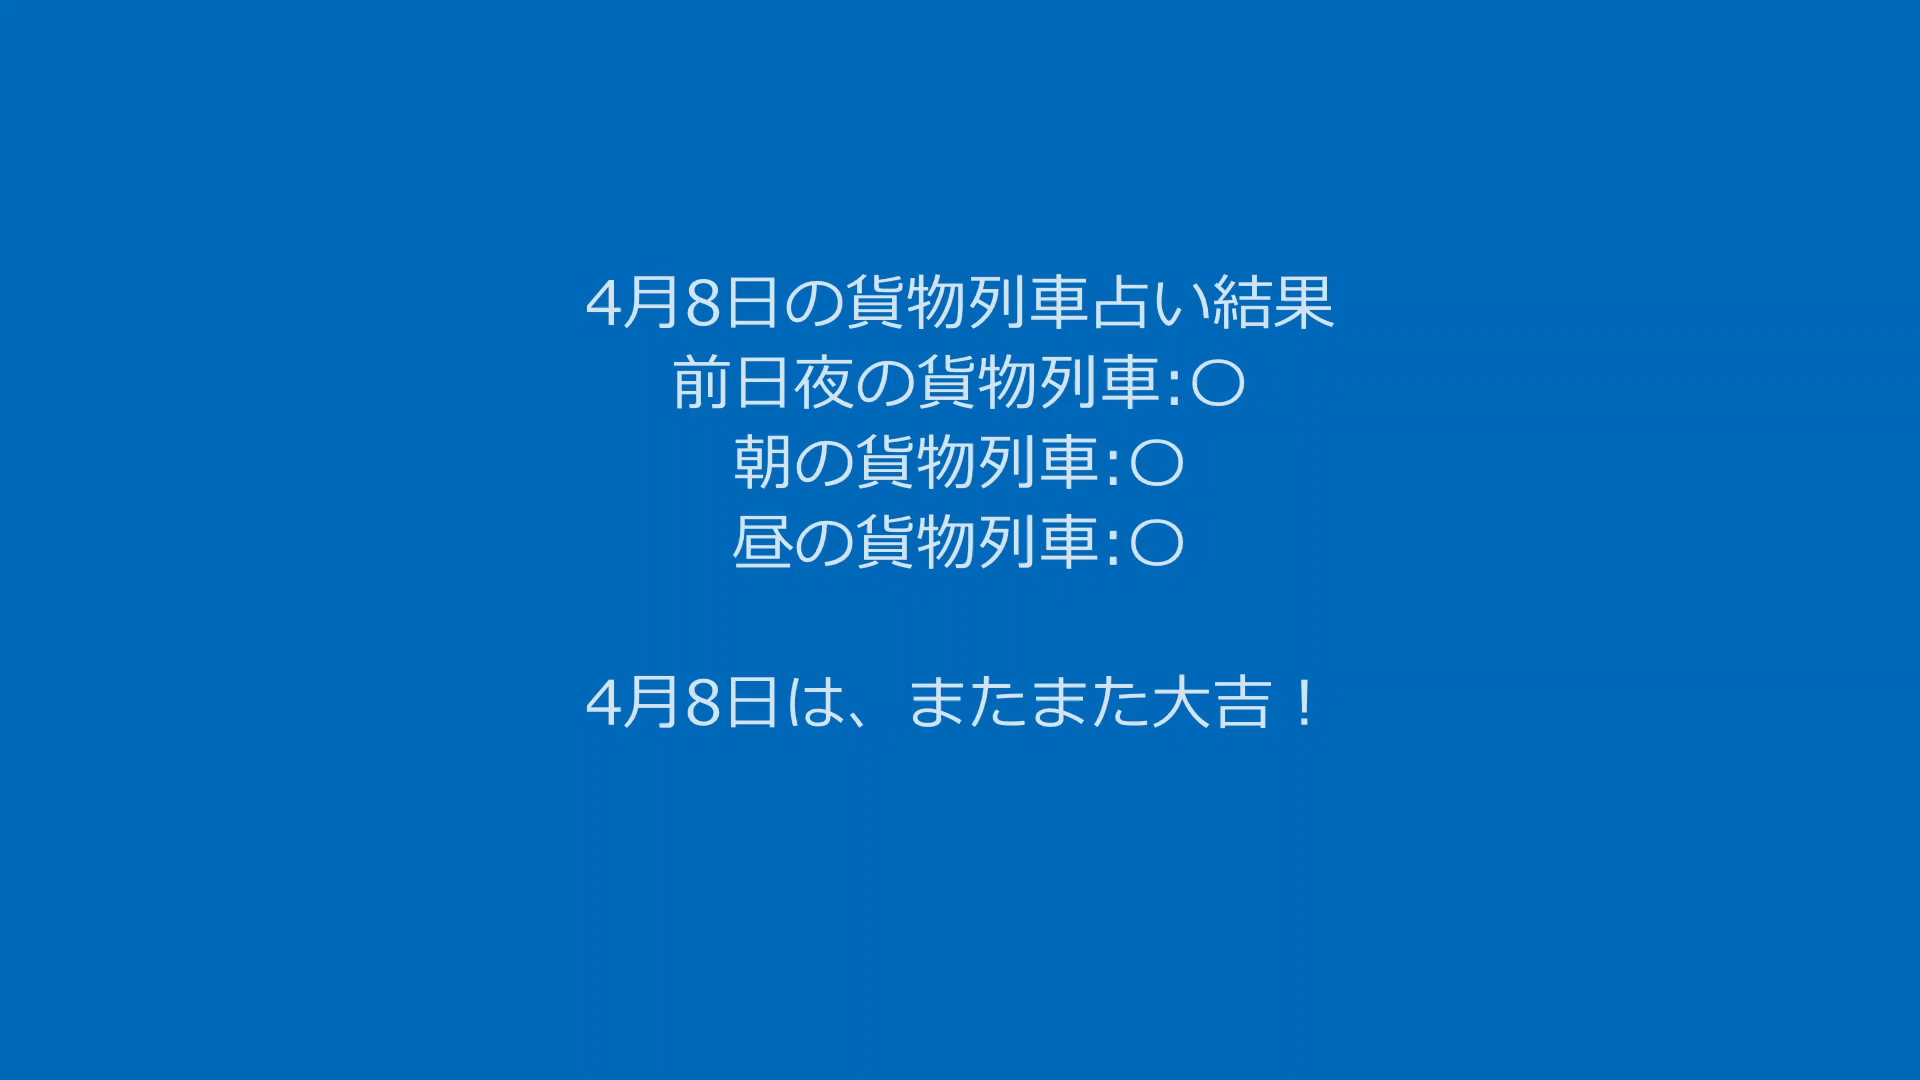 4月8日の貨物列車占い結果
前日夜の貨物列車:〇
朝の貨物列車:〇
昼の貨物列車:〇
4月8日は、またまた大吉！